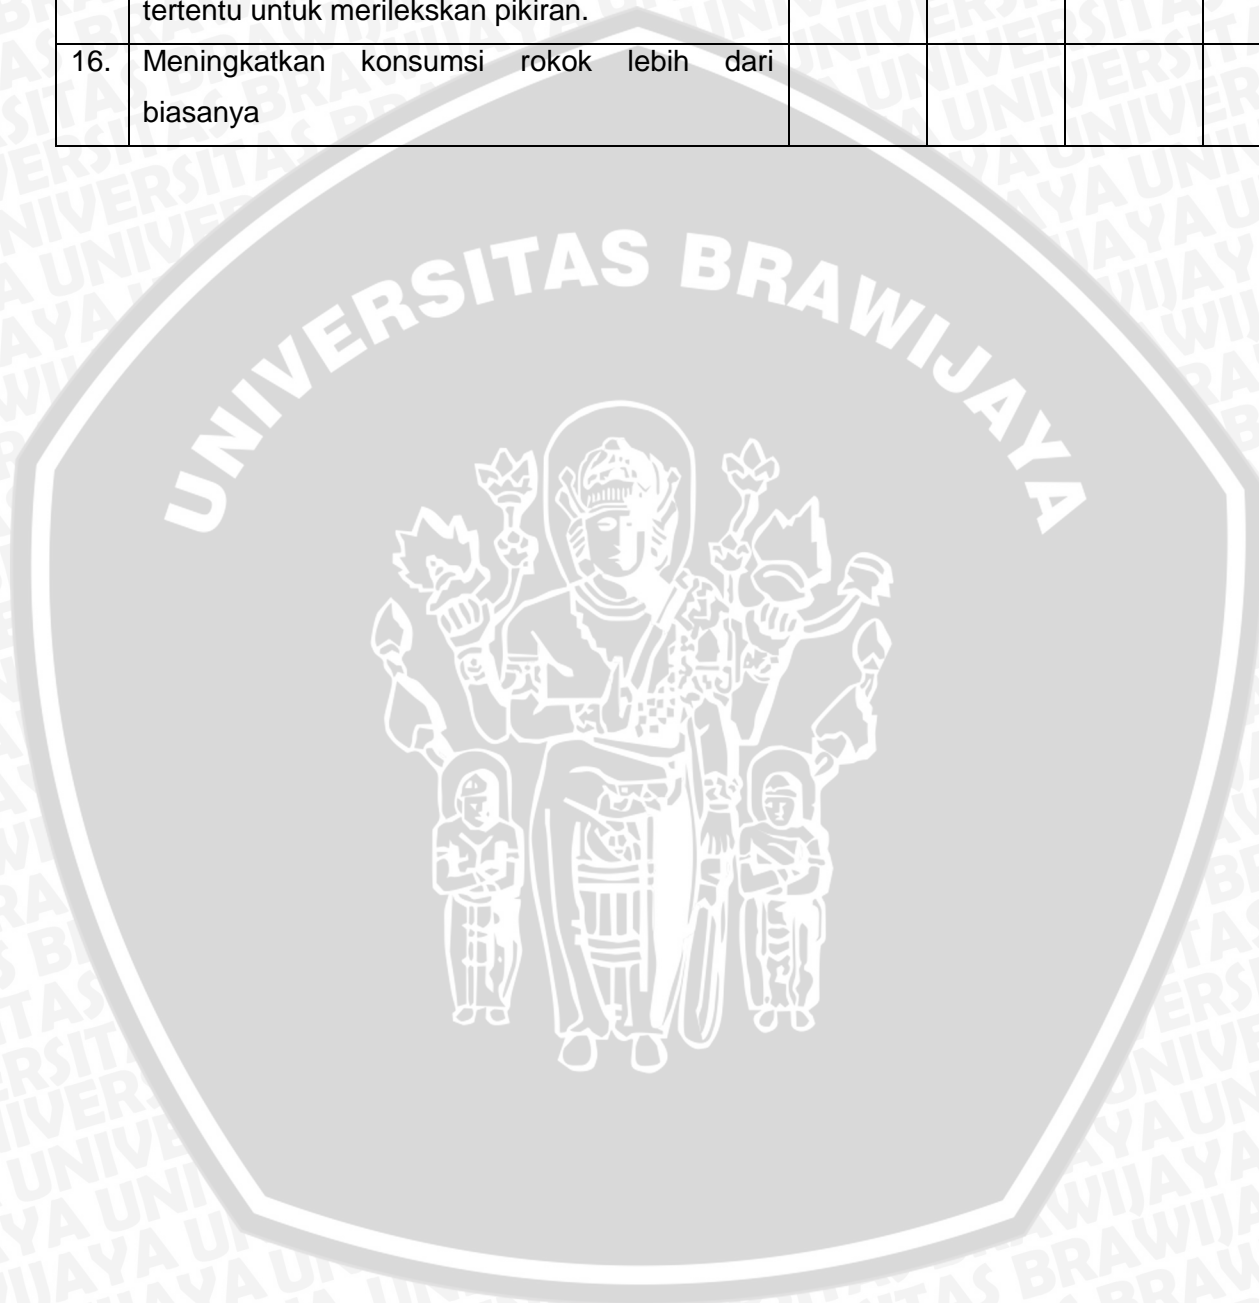 tertentu untuk merilekskan pikiran.
16. Meningkatkan konsumsi rokok lebih dari
biasanya
UNIVERSITAS BRAWIJAYA